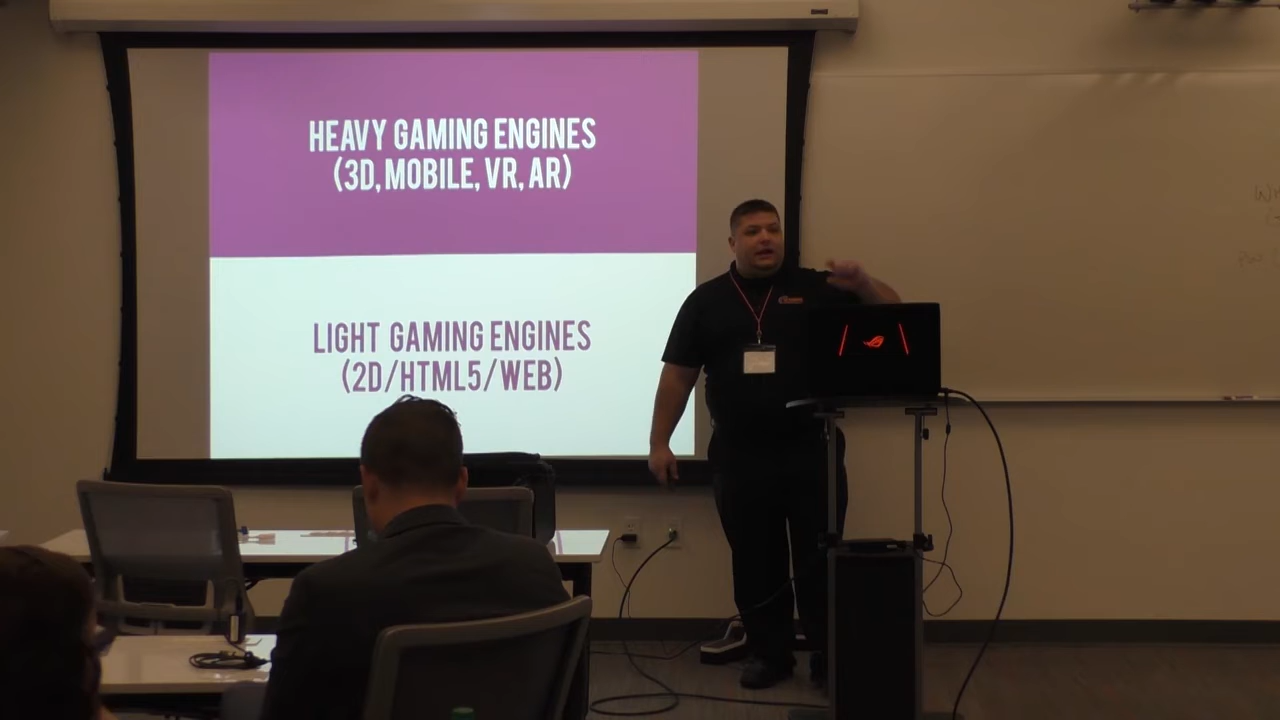 HEAVY GAMING ENGINES
(3D, MOBILE, VR, AR)
LIGHT GAMING ENGINES
(2D/HTML5/WEB)